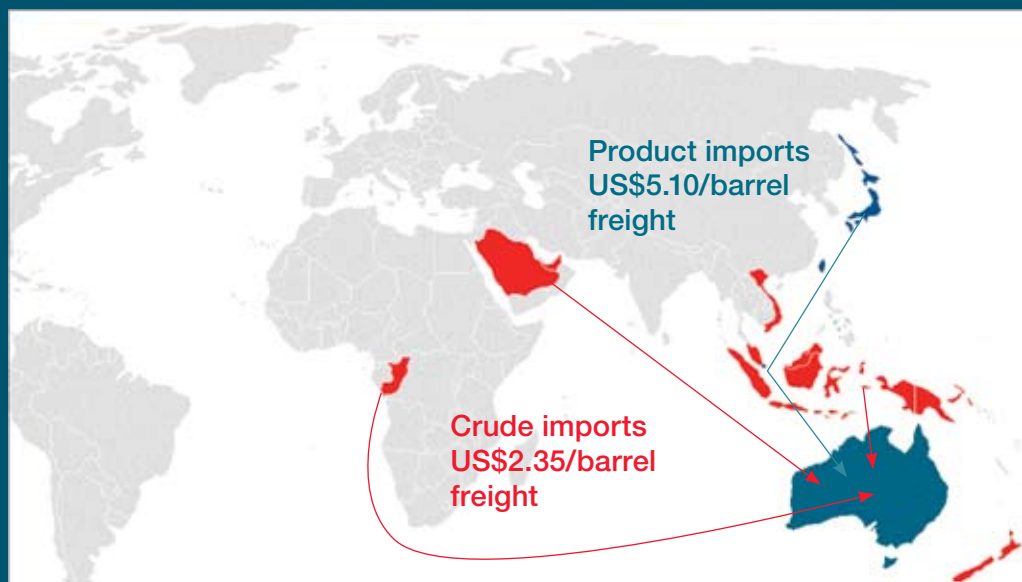 Product imports
US$5.10/barrel
freight
Crude imports
US$2.35/barrel
freight